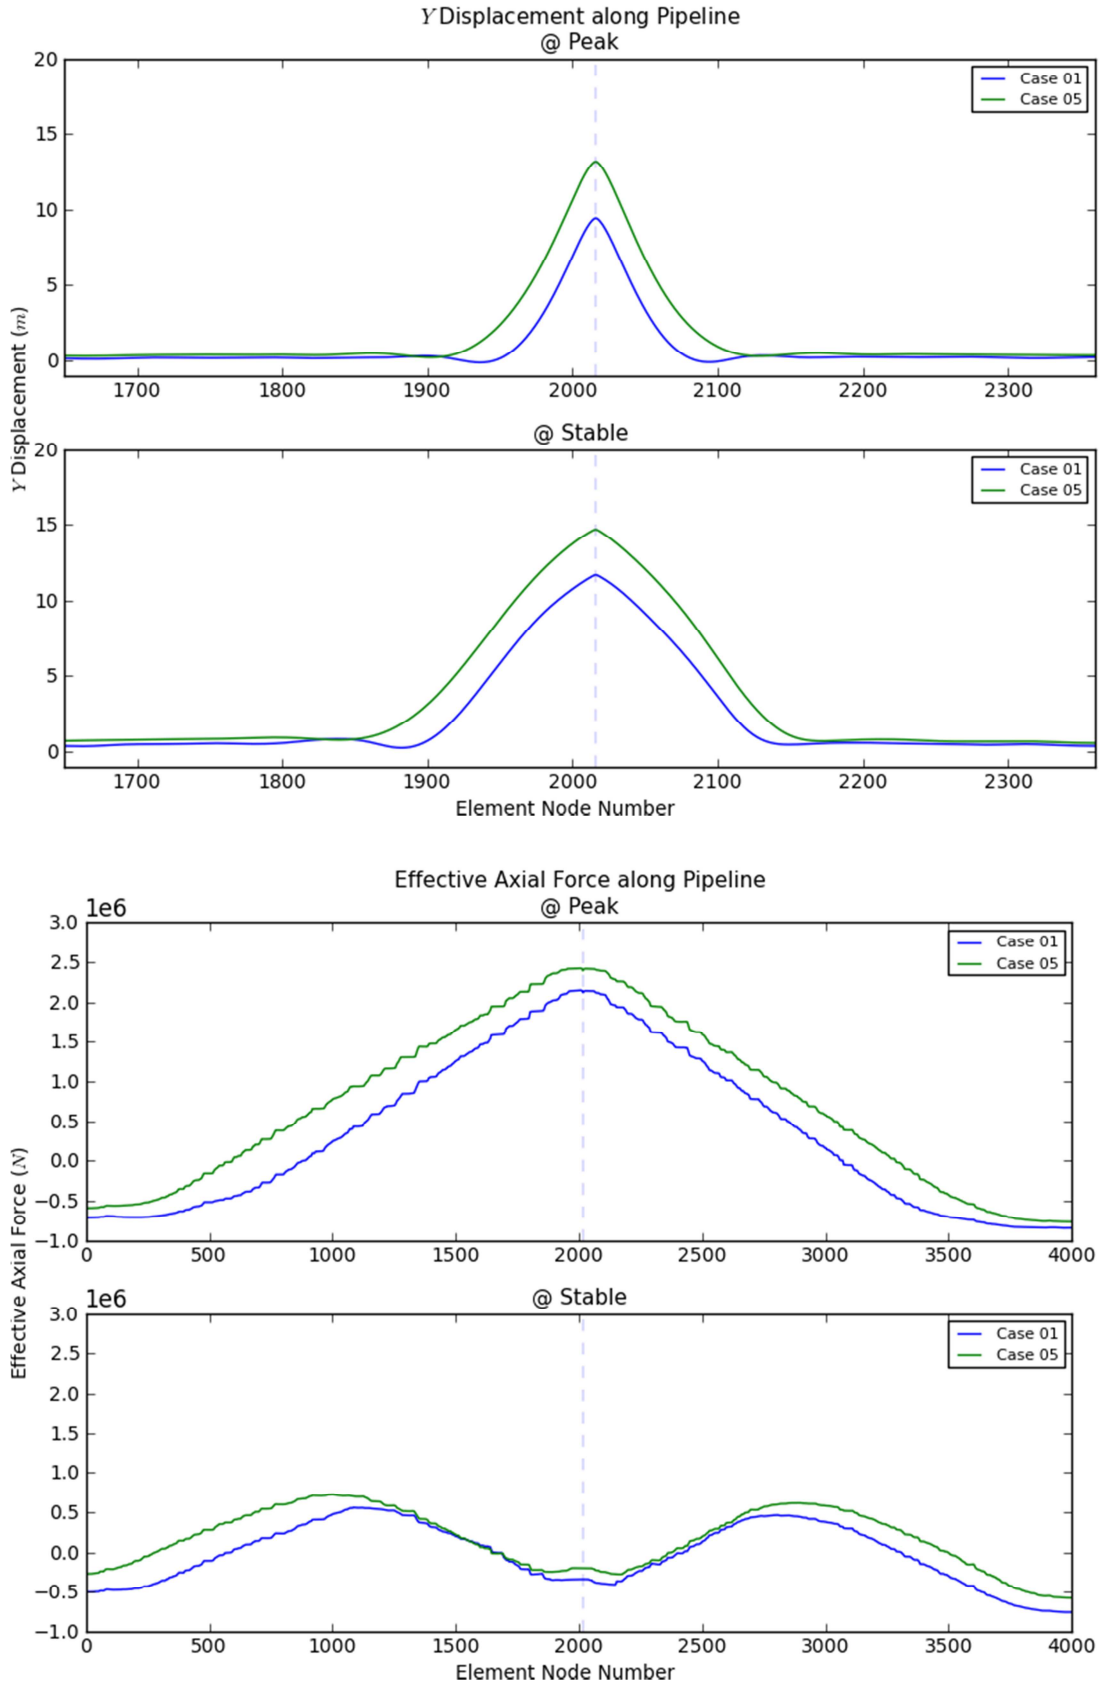 Y Displacement along Pipeline
@ Peak
20
15
10
5
0
Case 01
Case 05
1700 1800 1900 2000 2100 2200 2300
@ Stable
Y Displacement (m)
20
15
10
5
0
Case 01
Case 05
1700 1800 1900 2000 2100 2200 2300
Element Node Number
Effective Axial Force along Pipeline
@ Peak
1e6
3.0
2.5
2.0
1.5
1.0
0.5
0.0
−0.5
−1.0
Case 01
Case 05
0 500 1000 1500 2000 2500 3000 3500 4000
Effective Axial Force (N)
@ Stable
1e6
3.0
2.5
2.0
1.5
1.0
0.5
0.0
−0.5
−1.0
Case 01
Case 05
0 500 1000 1500 2000 2500 3000 3500 4000
Element Node Number